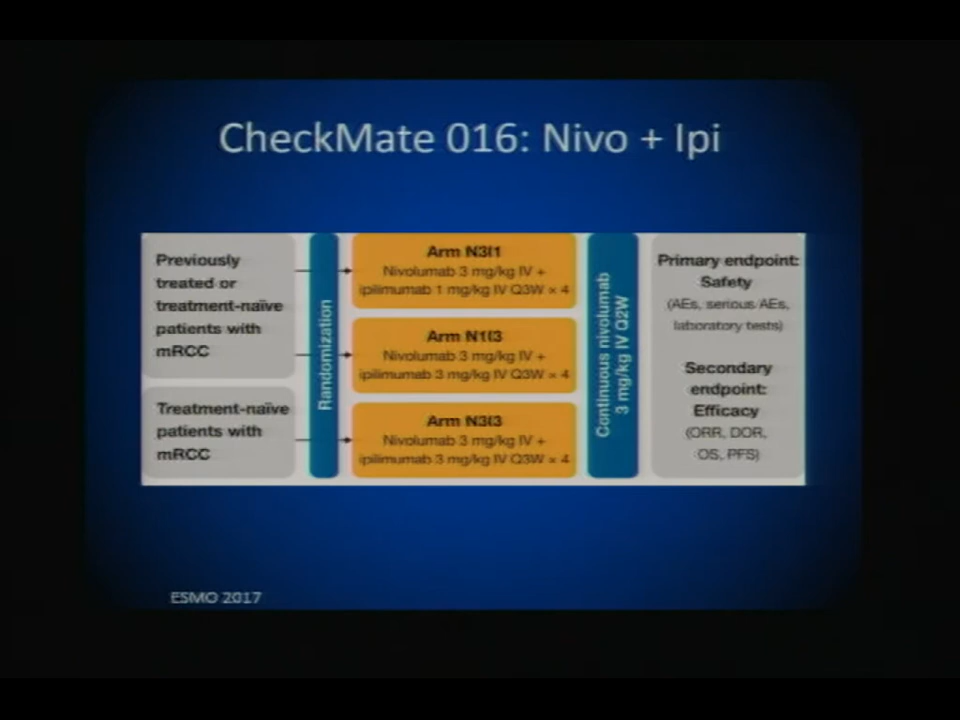 CheckMate 016: Nivo + Ipi
Previously
treated or
treatment-naïve
patients with
mRCC
Treatment-naïve
patients with
mRCC
Randomization
Arm N3I1
Nivolumab 3 mg/kg IV +
ipilimumab 1 mg/kg IV Q3W × 4
Arm N1I3
Nivolumab 3 mg/kg IV +
ipilimumab 3 mg/kg IV Q3W × 4
Arm N3I3
Nivolumab 3 mg/kg IV +
ipilimumab 3 mg/kg IV Q3W × 4
Continuous nivolumab
3 mg/kg IV Q2W
Primary endpoint:
Safety
(AEs, serious AEs,
laboratory tests)
Secondary
endpoint:
Efficacy
(ORR, DOR,
OS, PFS)
ESMO 2017